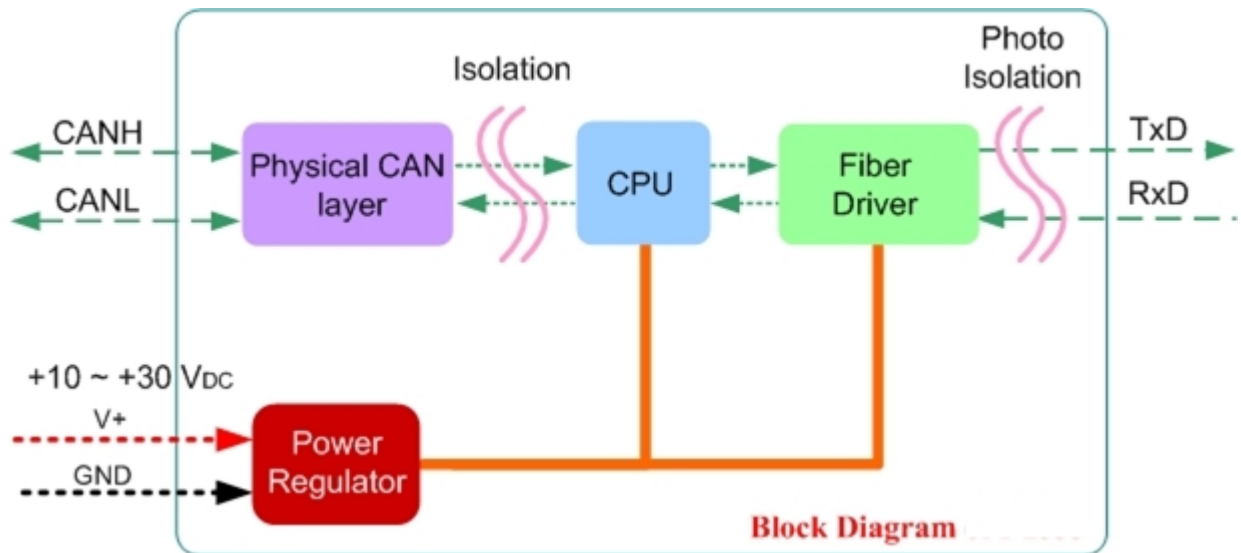 Isolation
Photo
Isolation
CANH
CANL
Physical CAN
layer
CPU
Fiber
Driver
TxD
RxD
+10 ~ +30 VDC
V+
GND
Power
Regulator
Block Diagram